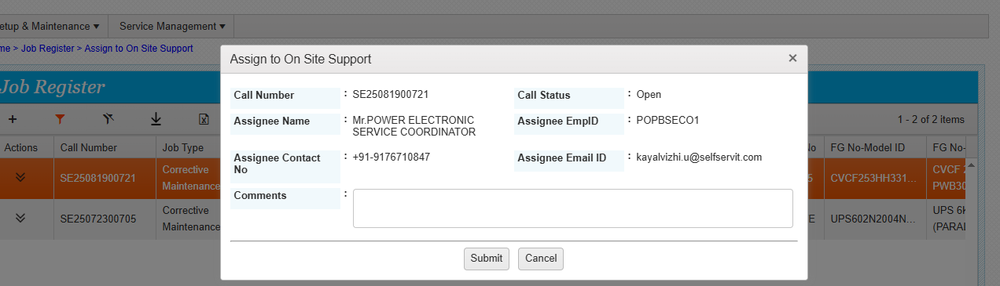 etup & Maintenance ▾ Service Management ▾
me > Job Register > Assign to On Site Support
Assign to On Site Support ×
Job Register
Call Number : SE25081900721 Call Status : Open
Assignee Name : Mr.POWER ELECTRONIC SERVICE COORDINATOR Assignee EmpID : POPBSECO1
Assignee Contact No : +91-9176710847 Assignee Email ID : kayalvizhi.u@selfservit.com
Comments :
Submit Cancel
1 - 2 of 2 items
Actions Call Number Job Type No FG No-Model ID FG No-
SE25081900721 Corrective Maintenance 5 CVCF253HH331... CVCF PWB30
SE25072300705 Corrective Maintenance E UPS602N2004N... UPS 6K (PARAL